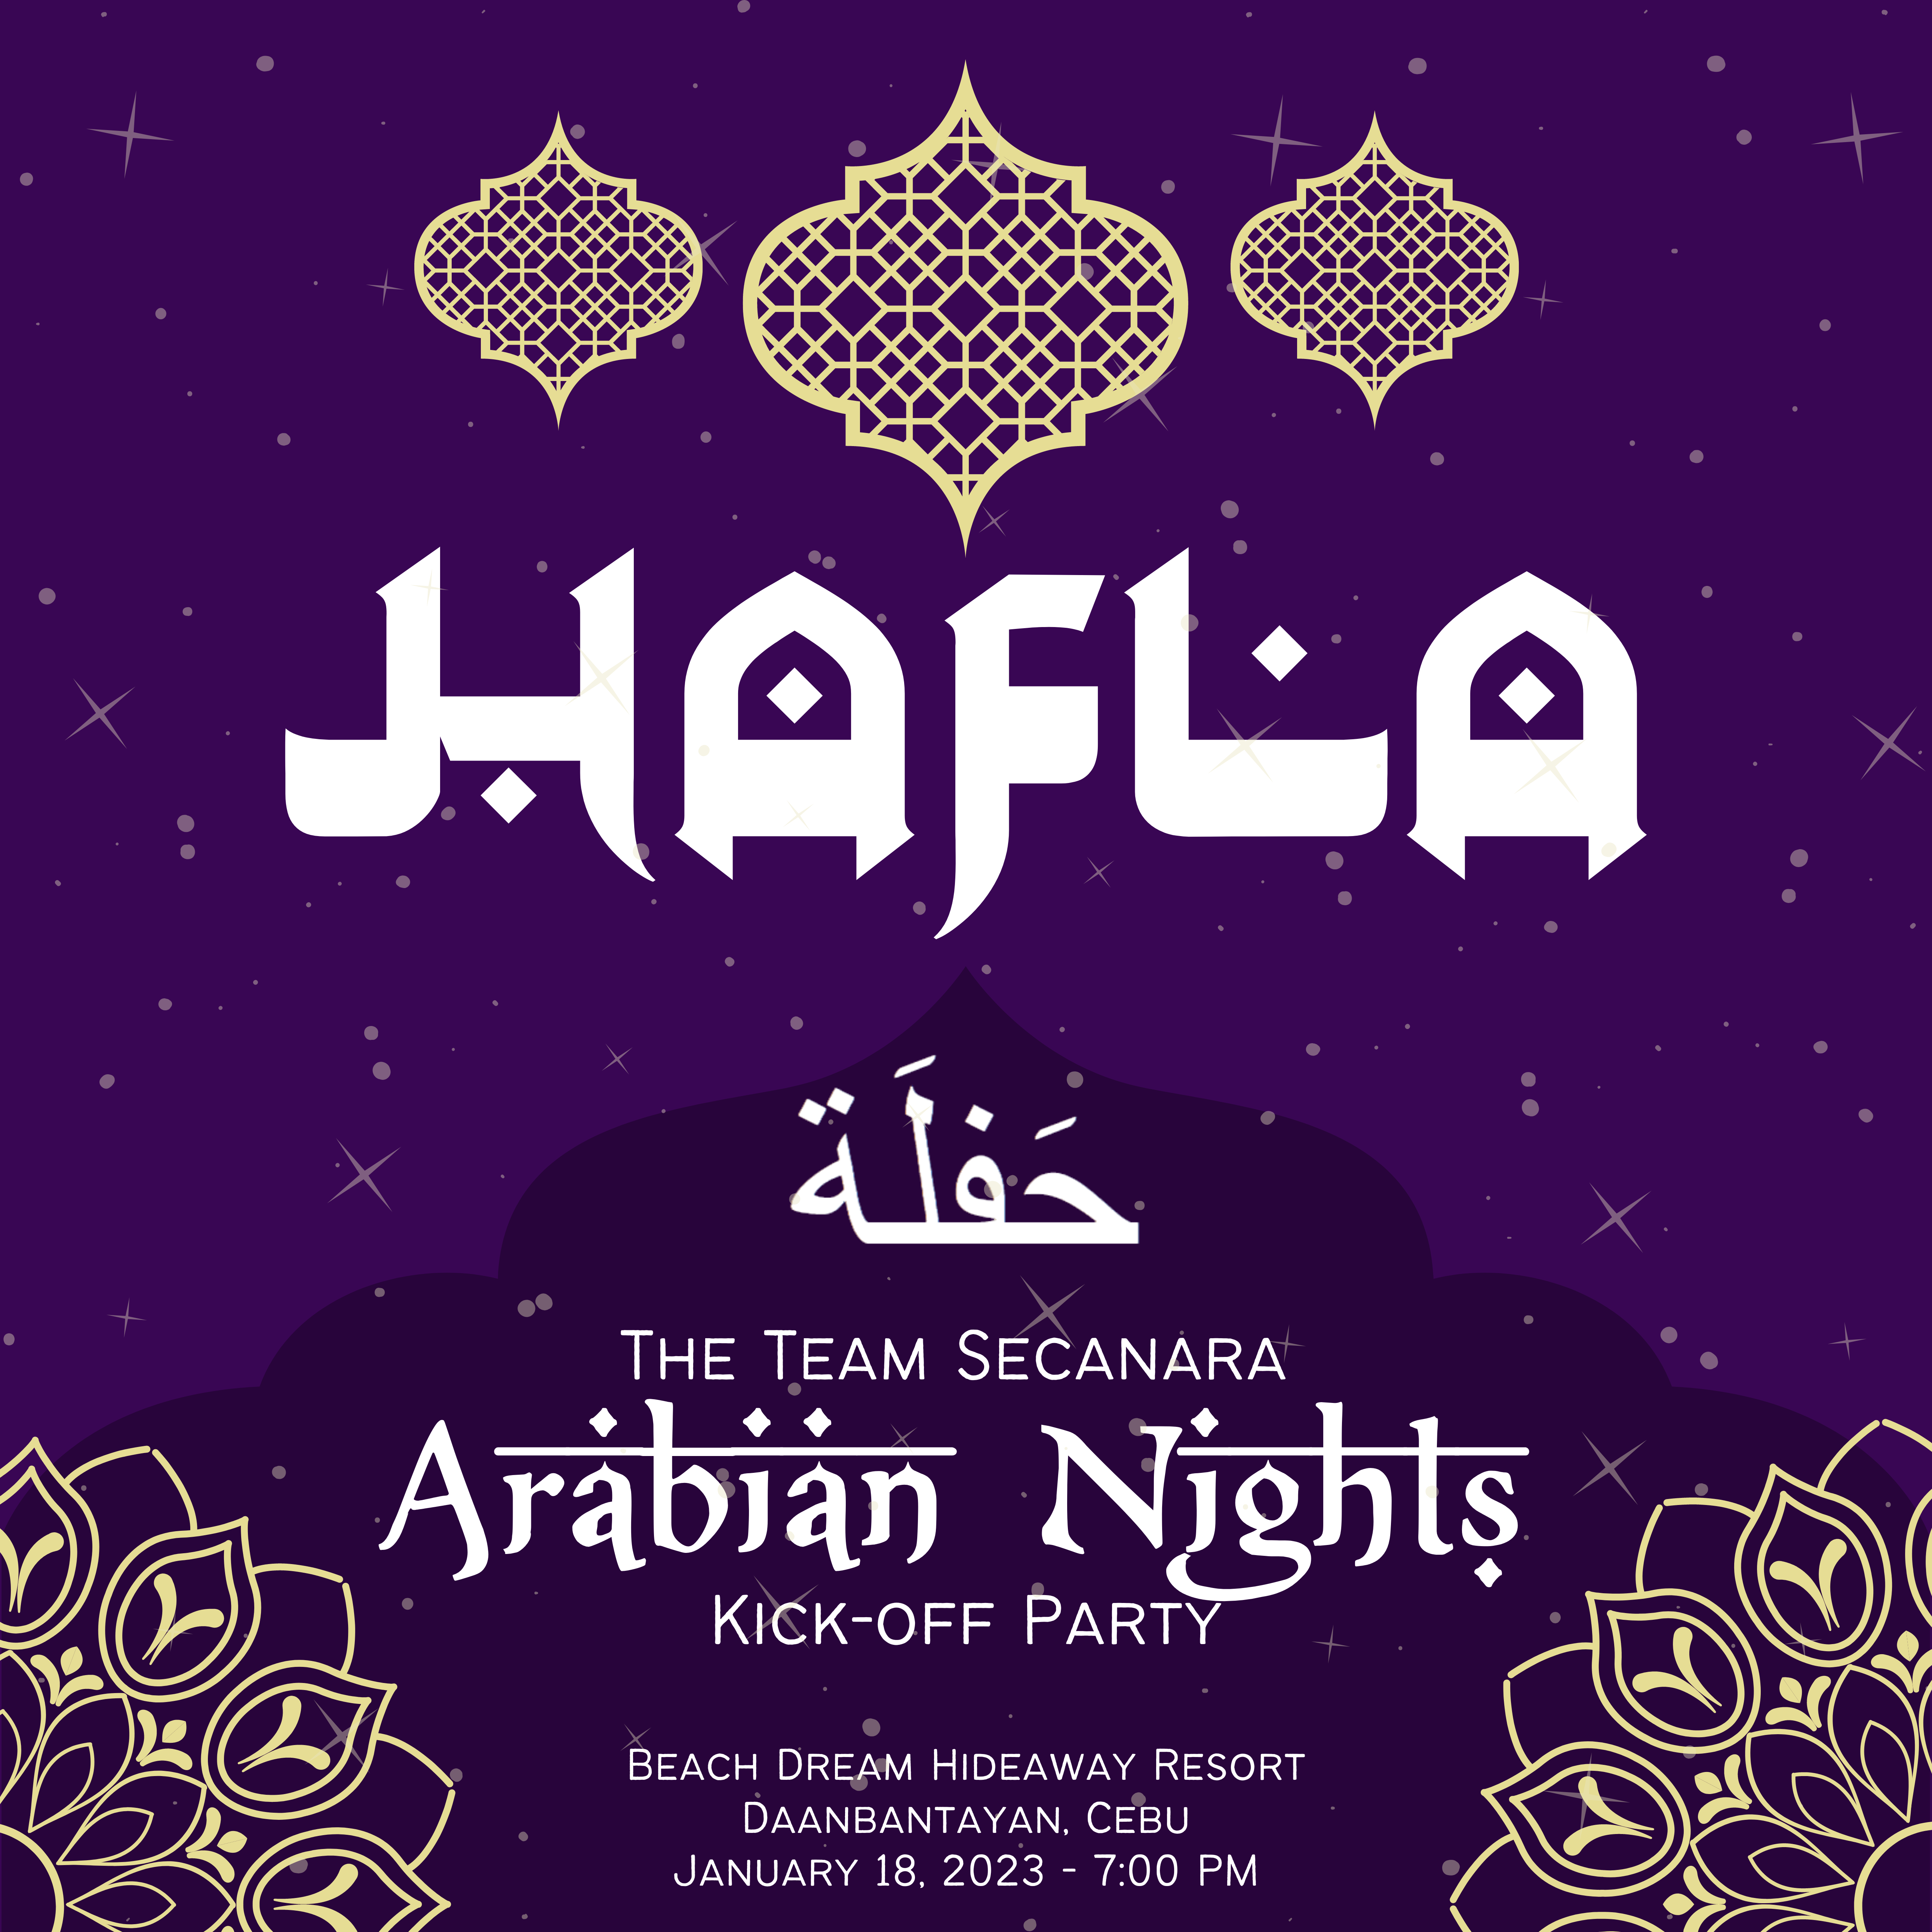 HAFLA
حَفلَة
THE TEAM SECANARA
Arabian Nights
KICK-OFF PARTY
BEACH DREAM HIDEAWAY RESORT
DAANBANTAYAN, CEBU
JANUARY 18, 2023 - 7:00 PM